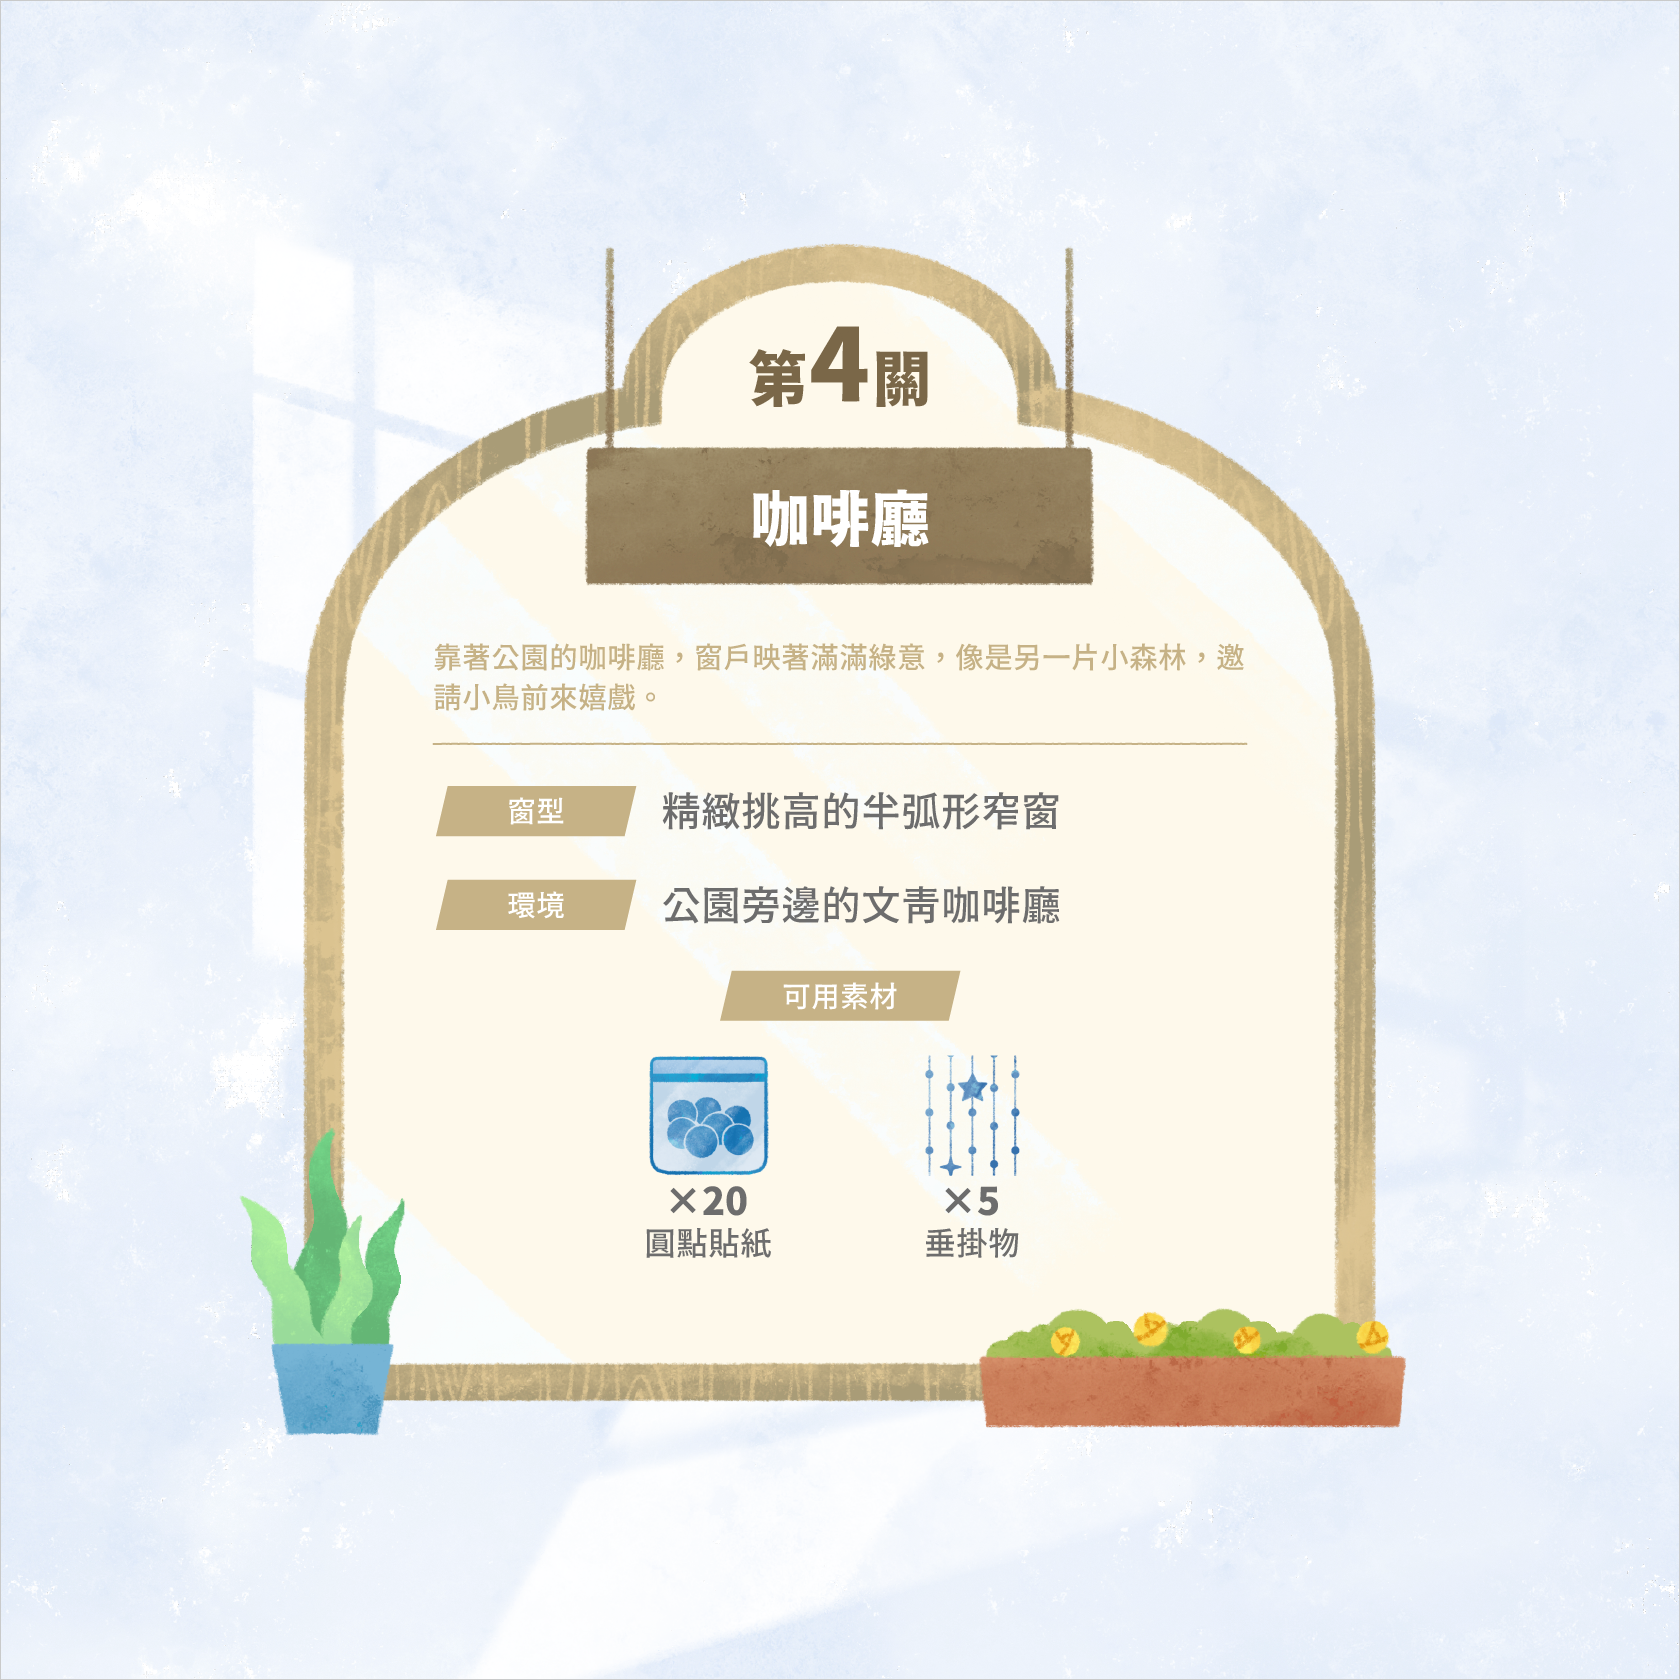 第4關
咖啡廳
靠著公園的咖啡廳，窗戶映著滿滿綠意，像是另一片小森林，邀
請小鳥前來嬉戲。
窗型 精緻挑高的半弧形窄窗
環境 公園旁邊的文青咖啡廳
可用素材
×20 ×5
圓點貼紙 垂掛物